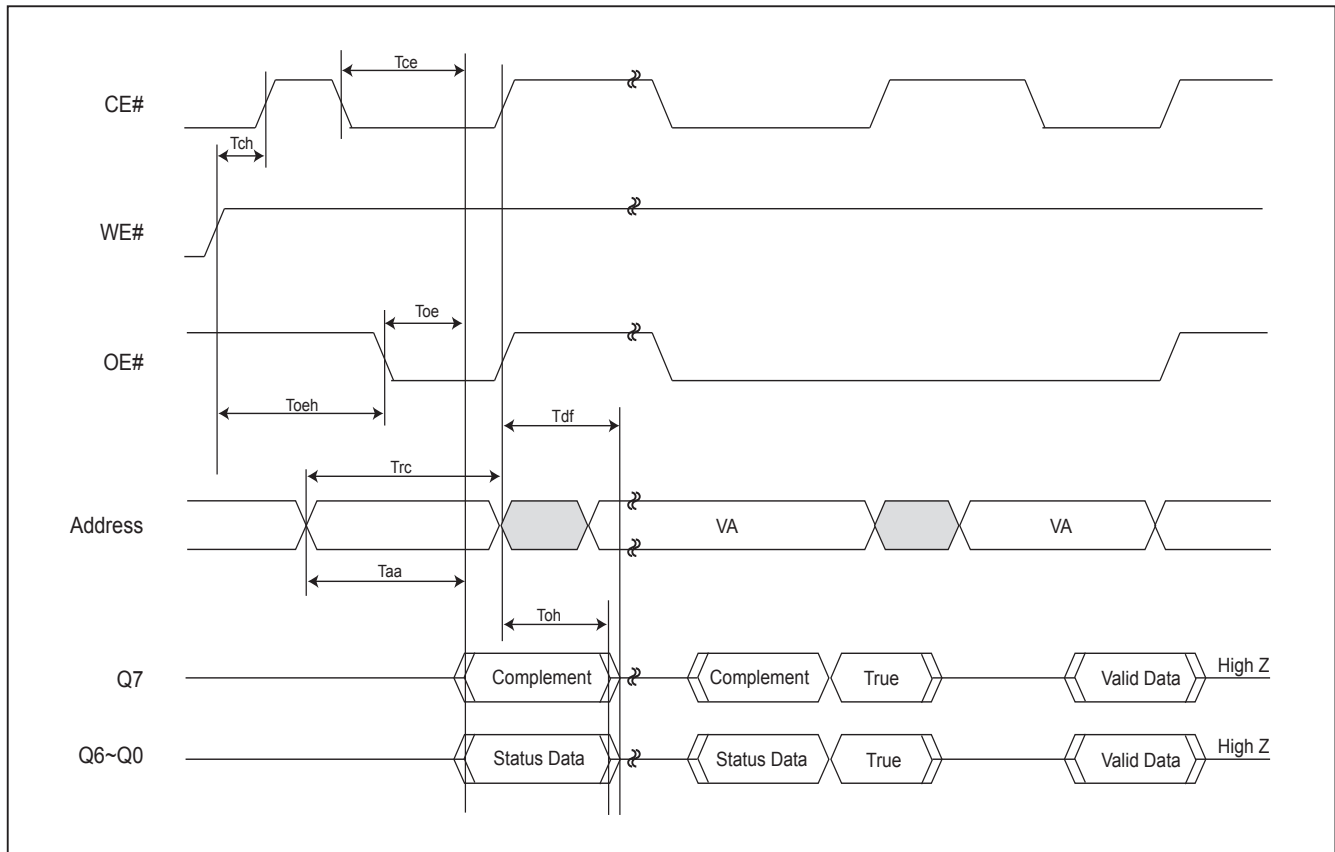 Tce
CE#
Tch
WE#
Toe
OE#
Toeh
Tdf
Trc
Address
VA
VA
Taa
Toh
Q7
Complement
Complement
True
Valid Data
High Z
Q6~Q0
Status Data
Status Data
True
Valid Data
High Z